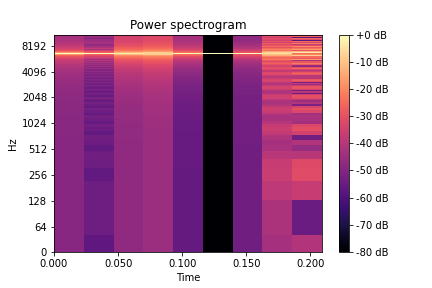 Power spectrogram
8192
4096
2048
1024
512
256
128
64
0
Hz
0.000 0.050 0.100 0.150 0.200
Time
+0 dB
-10 dB
-20 dB
-30 dB
-40 dB
-50 dB
-60 dB
-70 dB
-80 dB